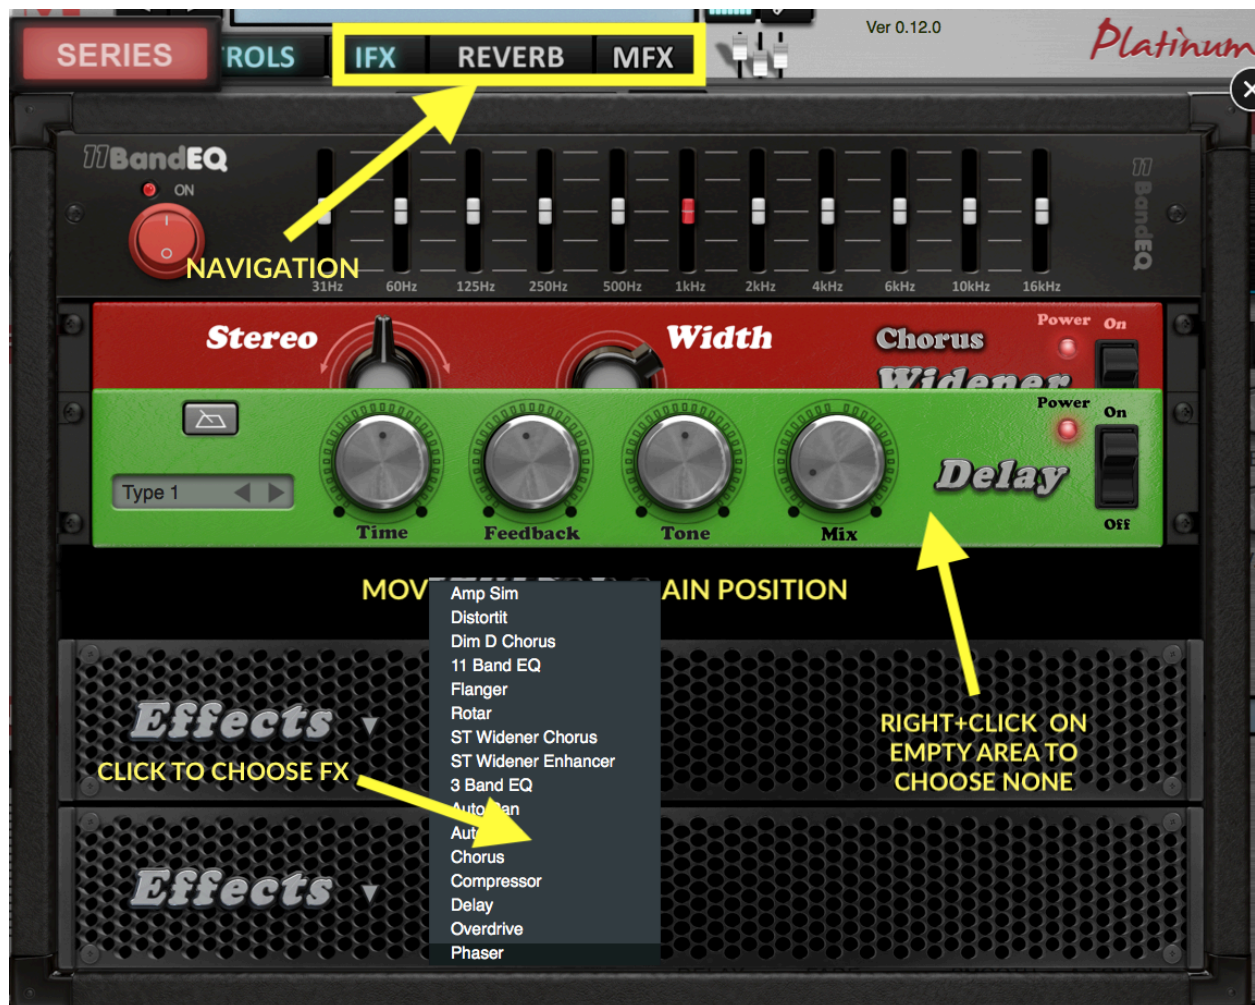 Ver 0.12.0
Platinum
SERIES
ROLS
IFX
REVERB
MFX
11BandEQ
ON
11 BandEQ
NAVIGATION
31Hz 60Hz 125Hz 250Hz 500Hz 1kHz 2kHz 4kHz 6kHz 10kHz 16kHz
Stereo Width
Chorus
Widener
Power On
Power On
Type 1
Delay
Time Feedback Tone Mix
Off
MOV
AIN POSITION
Amp Sim
Distortit
Dim D Chorus
11 Band EQ
Flanger
Rotar
ST Widener Chorus
ST Widener Enhancer
3 Band EQ
Chorus
Compressor
Delay
Overdrive
Phaser
Effects
CLICK TO CHOOSE FX
Effects
RIGHT+CLICK ON
EMPTY AREA TO
CHOOSE NONE